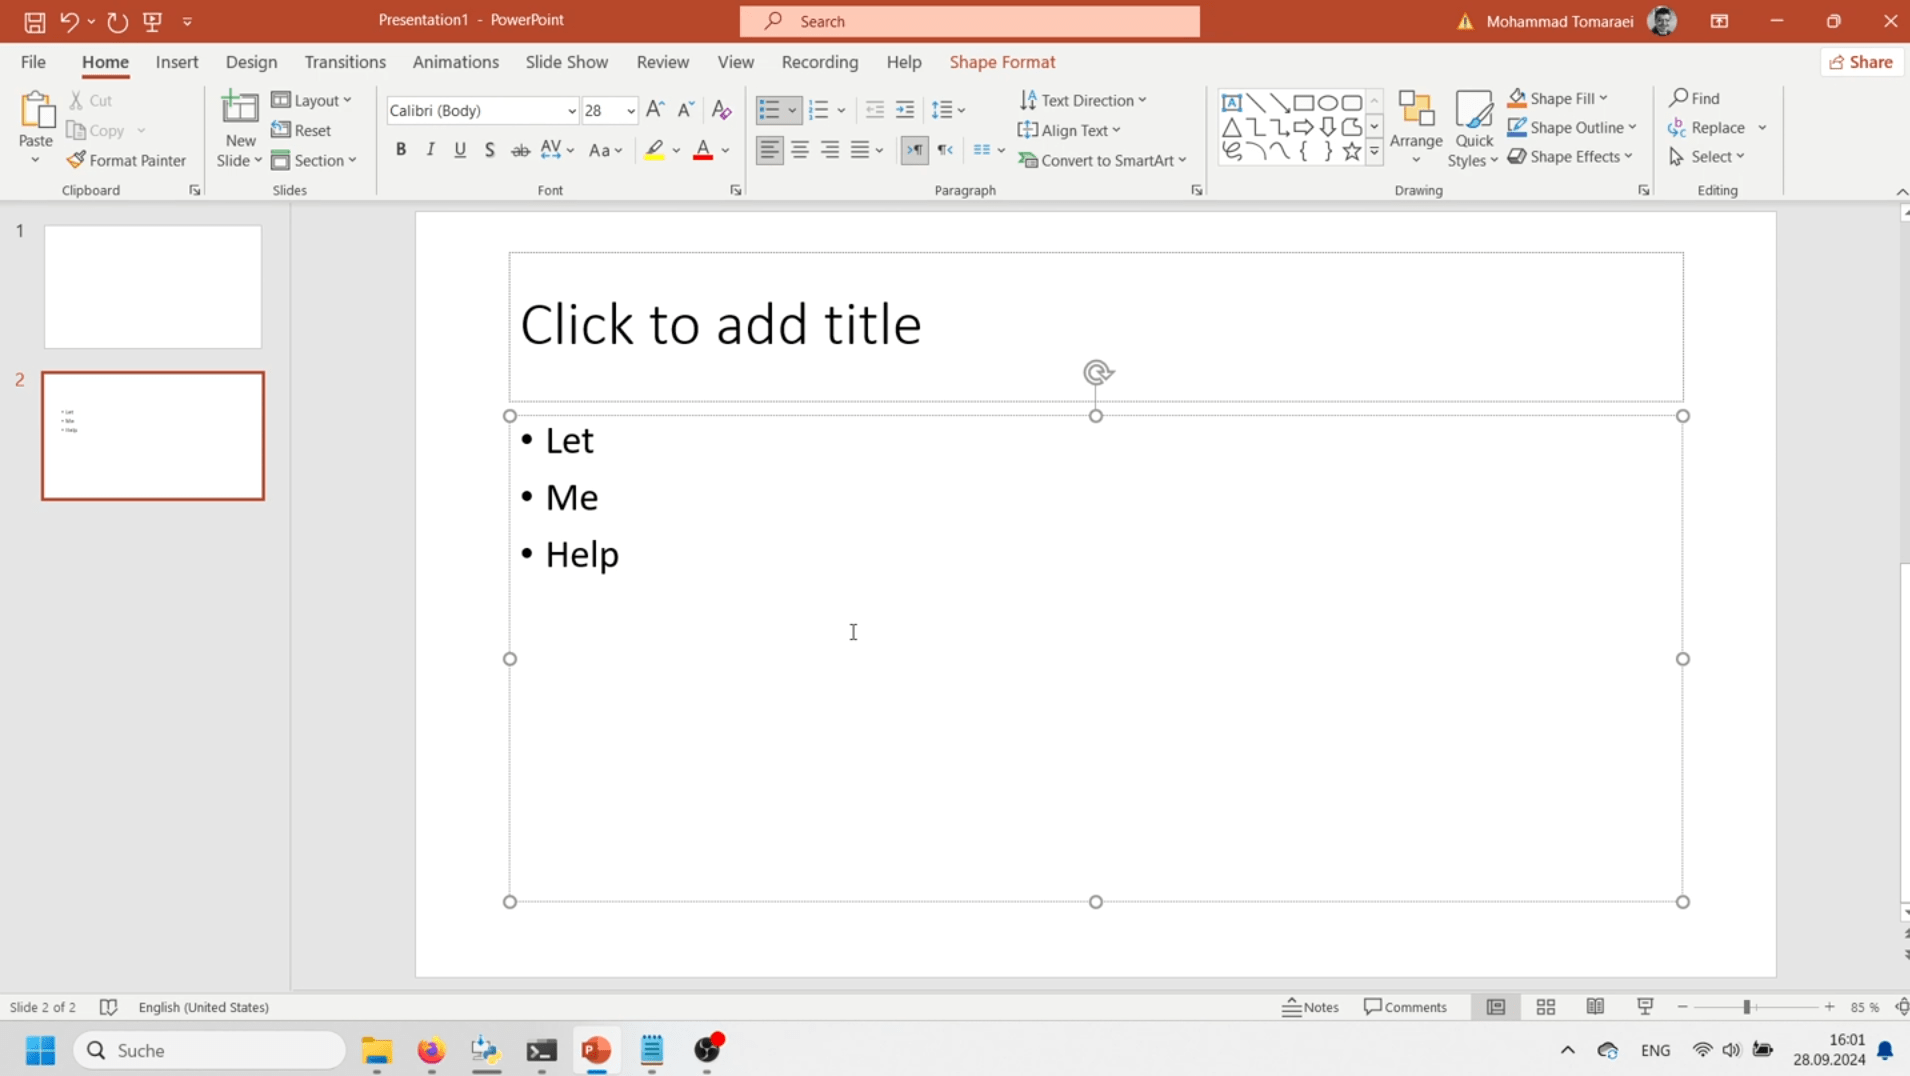 Presentation1 - PowerPoint
Search
Mohammad Tomaraei
File Home Insert Design Transitions Animations Slide Show Review View Recording Help Shape Format
Share
Paste
Cut
Copy
Format Painter
Clipboard
New Slide
Layout
Reset
Section
Slides
Calibri (Body) 28
B I U S ab AV Aa A
Font
Text Direction
Align Text
Convert to SmartArt
Paragraph
Arrange
Quick Styles
Shape Fill
Shape Outline
Shape Effects
Drawing
Find
Replace
Select
Editing
1
2
• Let
• Me
• Help
Click to add title
• Let
• Me
• Help
Slide 2 of 2 English (United States)
Notes Comments
85 %
Suche
ENG
16:01
28.09.2024